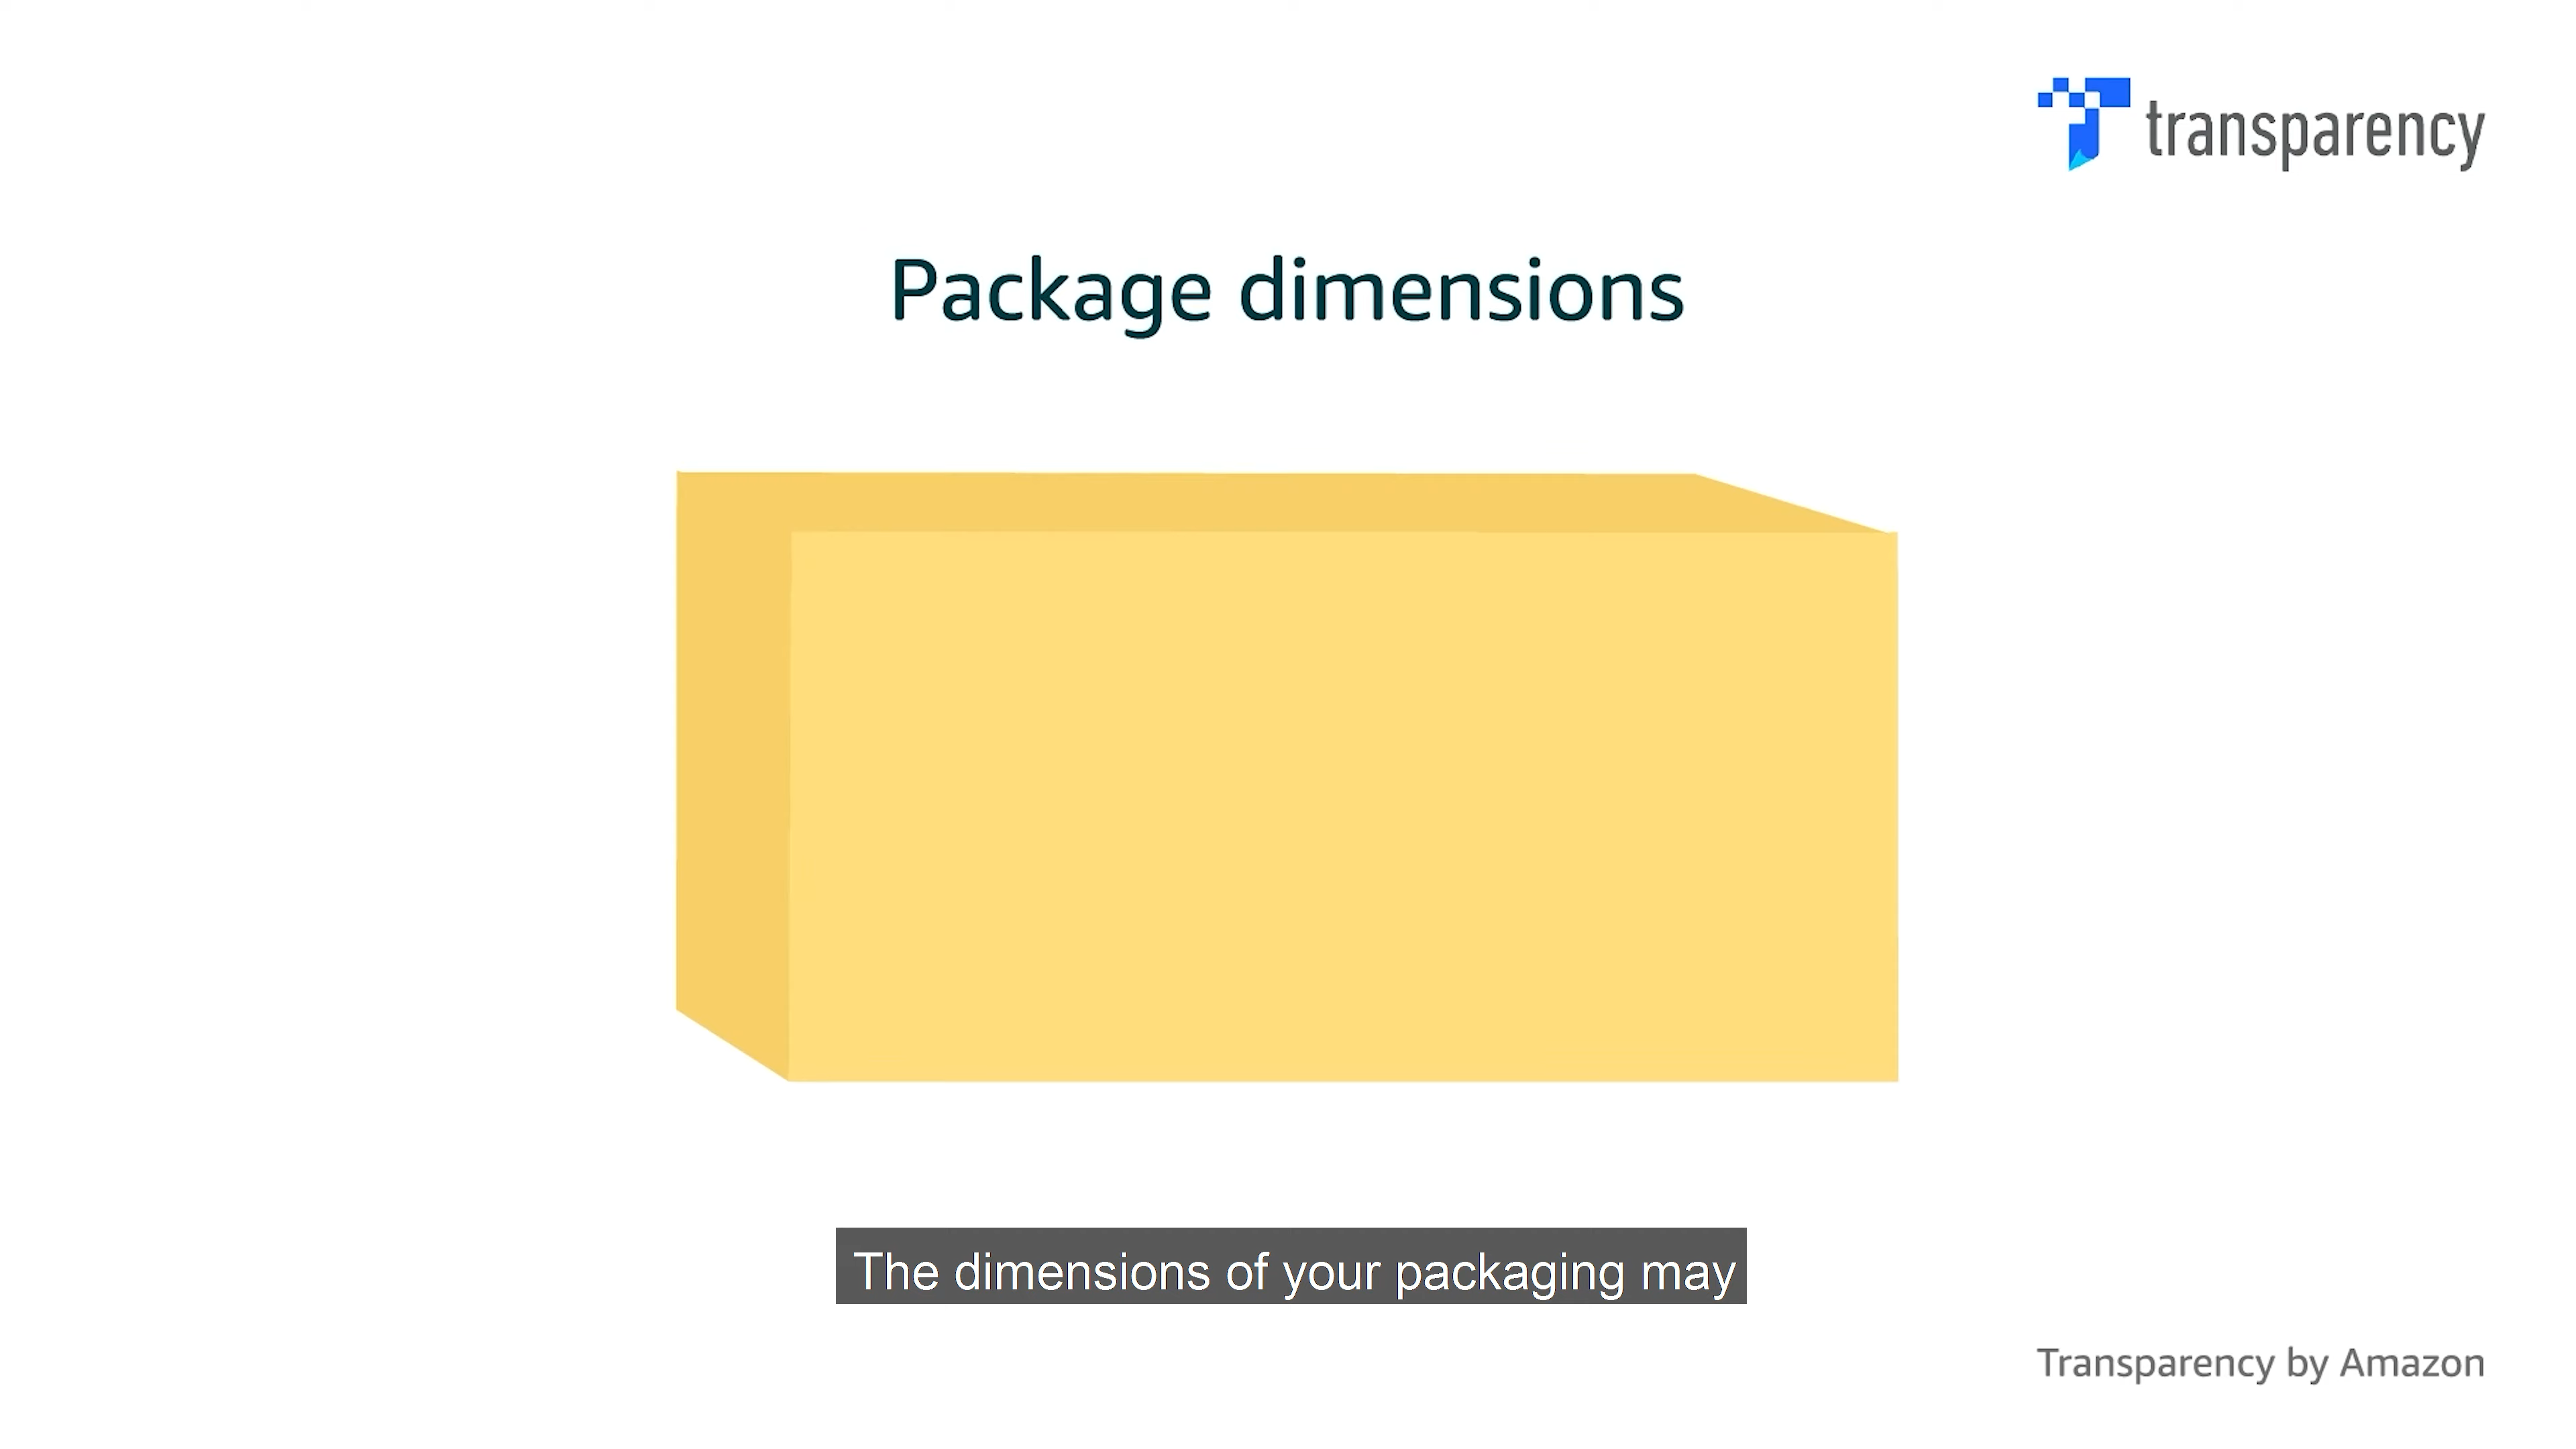 transparency
Package dimensions
The dimensions of your packaging may
Transparency by Amazon